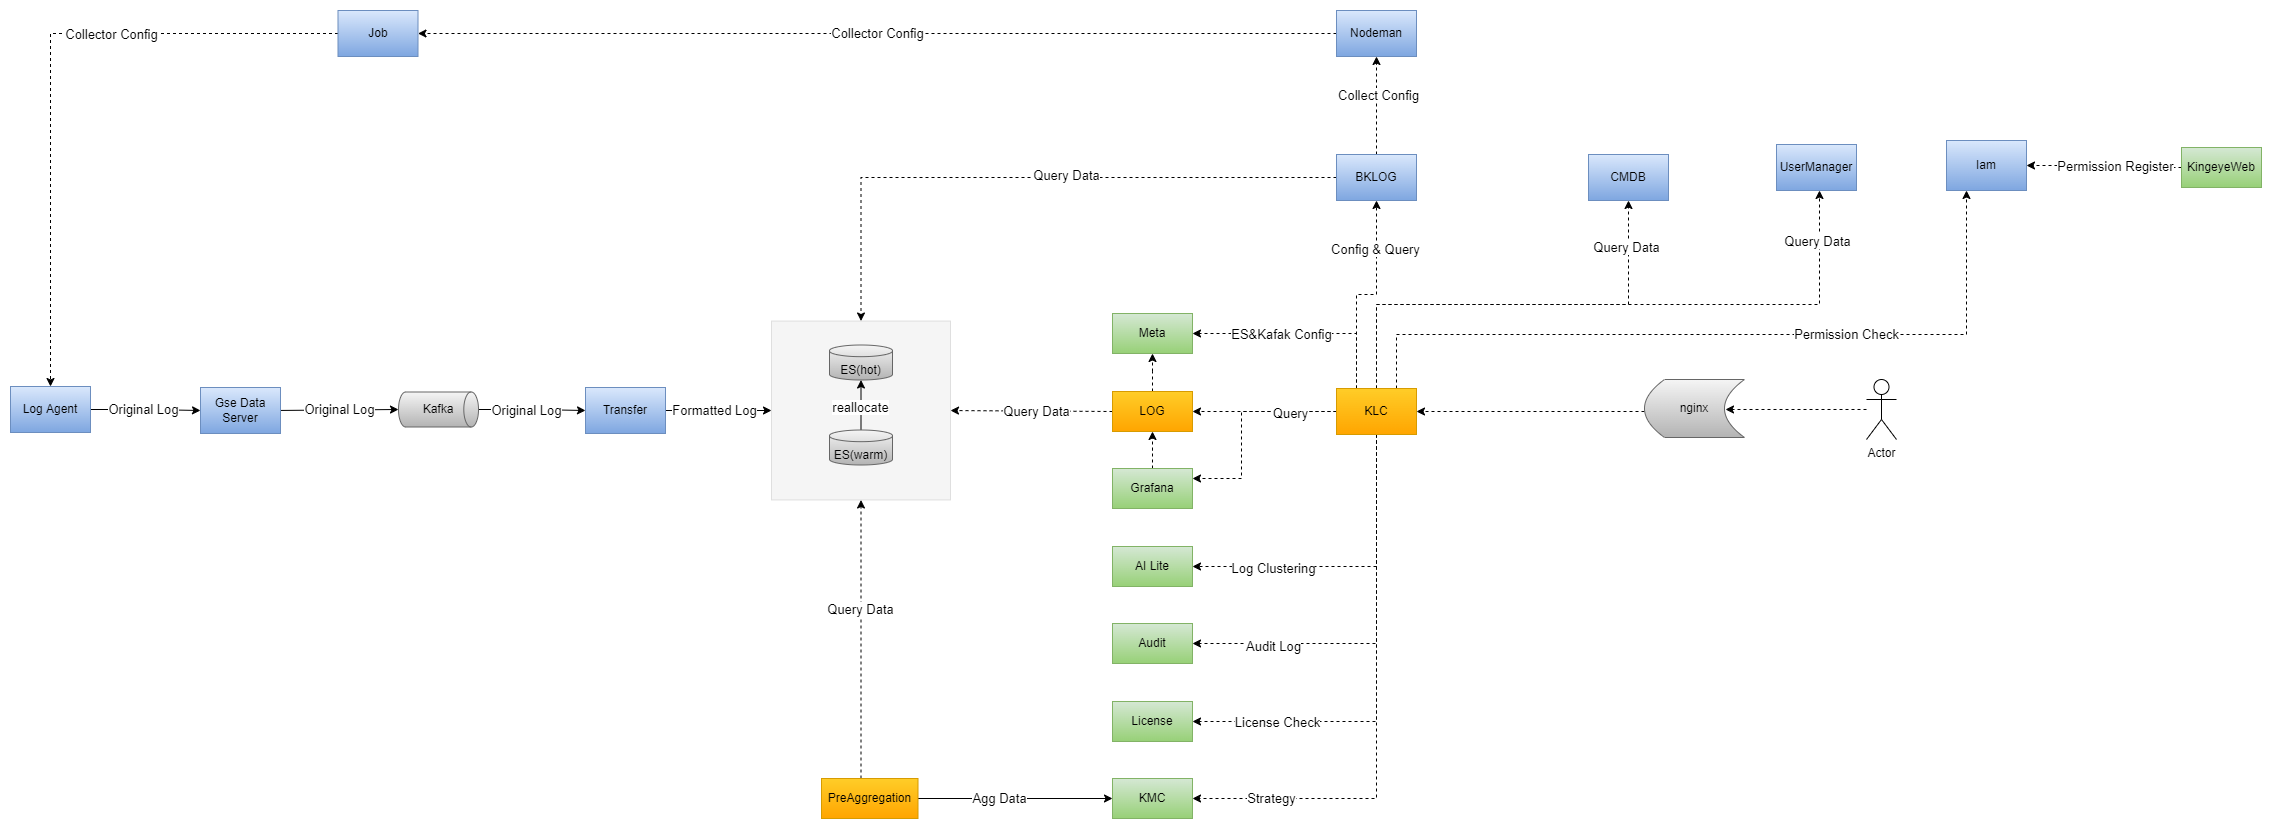 Collector Config
Job
Collector Config
Nodeman
Collect Config
Query Data
BKLOG
CMDB
UserManager
Iam
Permission Register
KingeyeWeb
Config & Query
Query Data
Query Data
Meta
ES&Kafak Config
Permission Check
ES(hot)
reallocate
ES(warm)
Log Agent
Original Log
Gse Data
Server
Original Log
Kafka
Original Log
Transfer
Formatted Log
Query Data
LOG
Query
KLC
nginx
Actor
Grafana
AI Lite
Log Clustering
Query Data
Audit
Audit Log
License
License Check
PreAggregation
Agg Data
KMC
Strategy